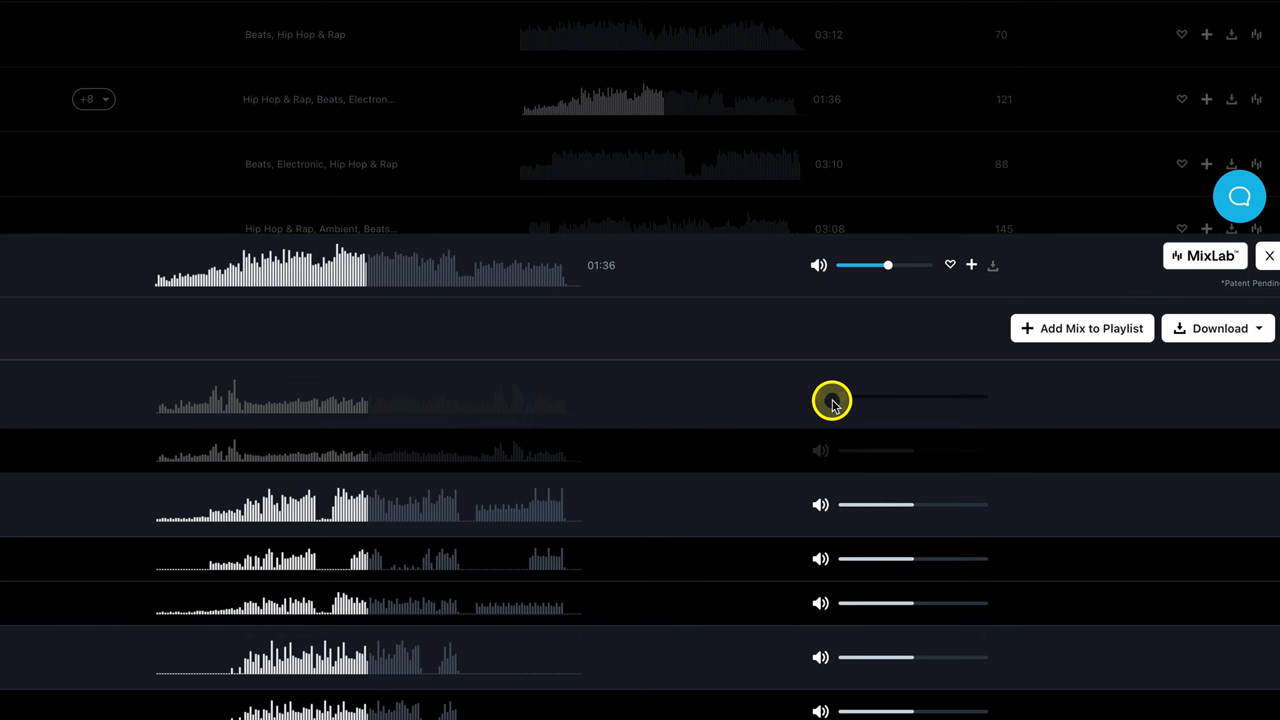 Beats, Hip Hop & Rap 03:12 70
+8 Hip Hop & Rap, Beats, Electron... 01:36 121
Beats, Electronic, Hip Hop & Rap 03:10 88
Hip Hop & Rap, Ambient, Beats... 03:08 145
01:36 MixLab™ X
*Patent Pendin
Add Mix to Playlist Download